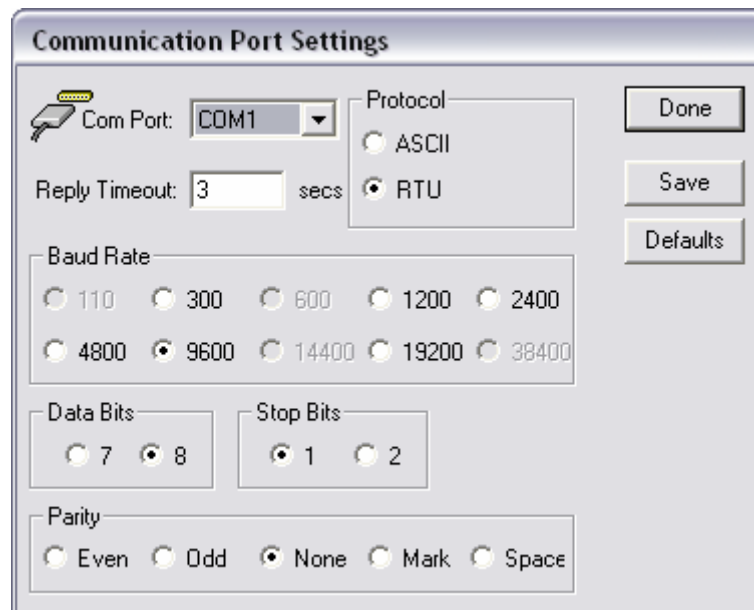 Communication Port Settings
Com Port: COM1
Protocol
ASCII
RTU
Reply Timeout: 3 secs
Done
Save
Defaults
Baud Rate
110 300 600 1200 2400
4800 9600 14400 19200 38400
Data Bits
7 8
Stop Bits
1 2
Parity
Even Odd None Mark Space